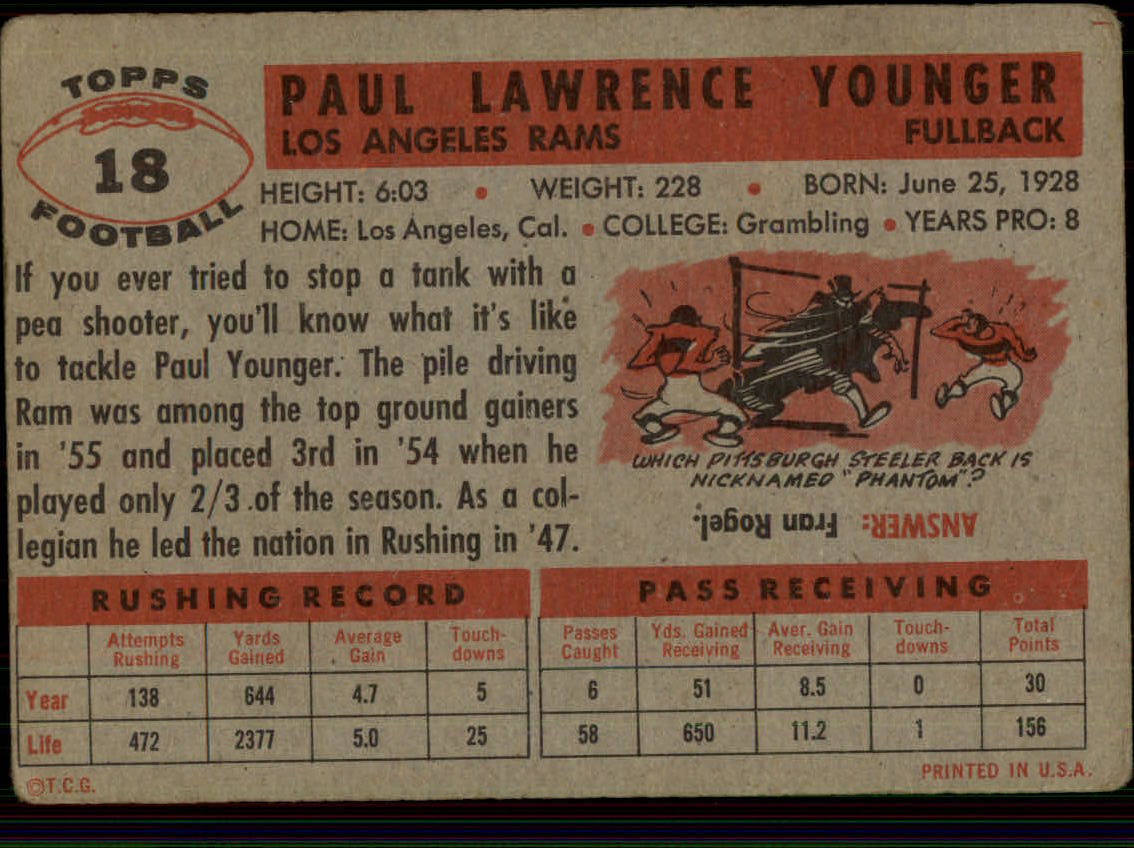 TOPPS
18
FOOTBALL
PAUL LAWRENCE YOUNGER
LOS ANGELES RAMS FULLBACK
HEIGHT: 6:03 • WEIGHT: 228 • BORN: June 25, 1928
HOME: Los Angeles, Cal. • COLLEGE: Grambling • YEARS PRO: 8
If you ever tried to stop a tank with a
pea shooter, you'll know what it's like
to tackle Paul Younger. The pile driving
Ram was among the top ground gainers
in '55 and placed 3rd in '54 when he
played only 2/3 of the season. As a col-
legian he led the nation in Rushing in '47.
WHICH PITTSBURGH STEELER BACK IS
NICKNAMED "PHANTOM"?
ANSWER: Fran Rogel.
RUSHING RECORD
Attempts Rushing Yards Gained Average Gain Touch-downs
Year 138 644 4.7 5
Life 472 2377 5.0 25
PASS RECEIVING
Passes Caught Yds. Gained Receiving Aver. Gain Receiving Touch-downs Total Points
6 51 8.5 0 30
58 650 11.2 1 156
©T.C.G.
PRINTED IN U.S.A.